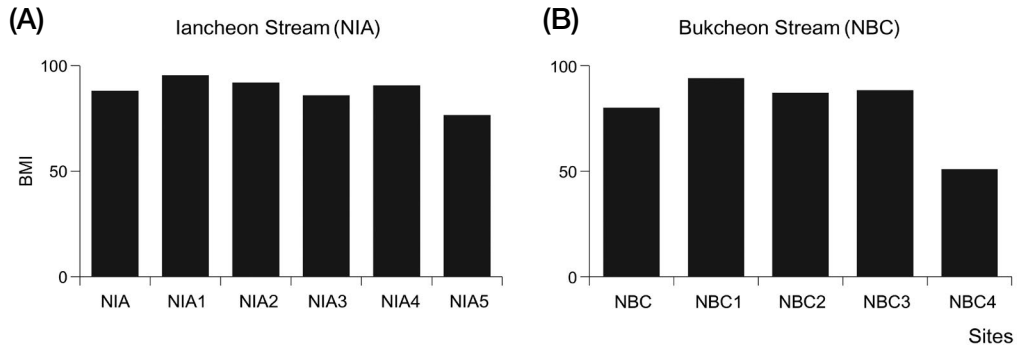 (A)
Iancheon Stream (NIA)
BMI
100
50
0
NIA NIA1 NIA2 NIA3 NIA4 NIA5
(B)
Bukcheon Stream (NBC)
100
50
0
NBC NBC1 NBC2 NBC3 NBC4
Sites